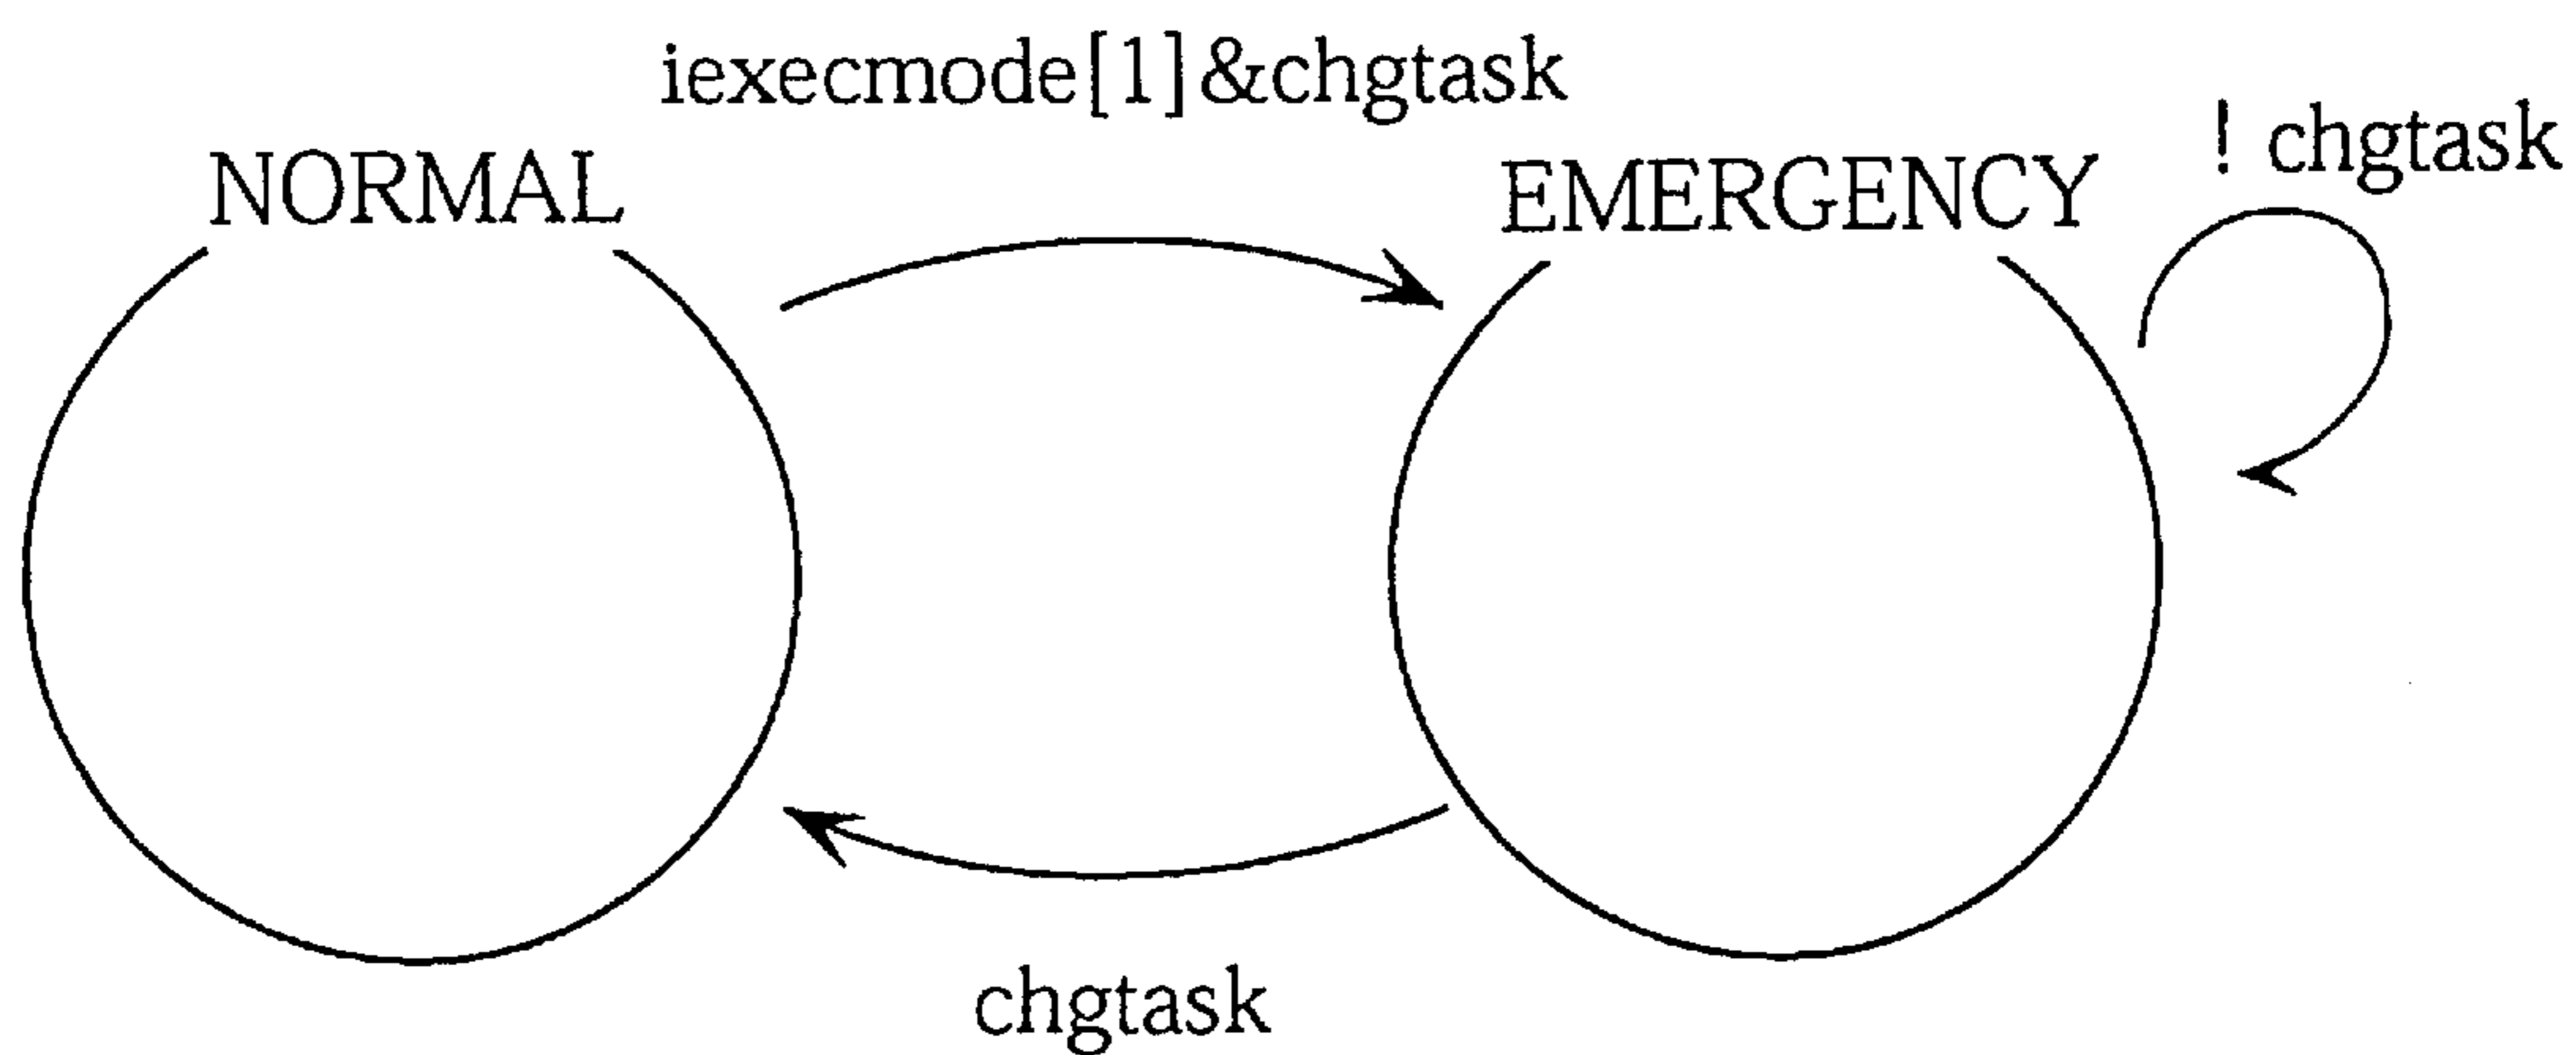 iexecmode[1]&chgtask
NORMAL
EMERGENCY
! chgtask
chgtask